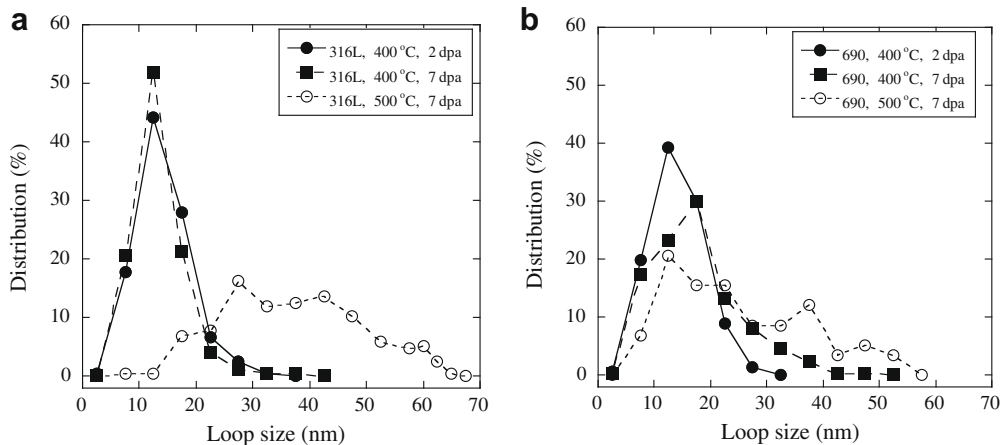 a
60
50
40
30
20
10
0
Distribution (%)
316L, 400 °C, 2 dpa
316L, 400 °C, 7 dpa
316L, 500 °C, 7 dpa
0 10 20 30 40 50 60 70
Loop size (nm)
b
60
50
40
30
20
10
0
Distribution (%)
690, 400 °C, 2 dpa
690, 400 °C, 7 dpa
690, 500 °C, 7 dpa
0 10 20 30 40 50 60 70
Loop size (nm)